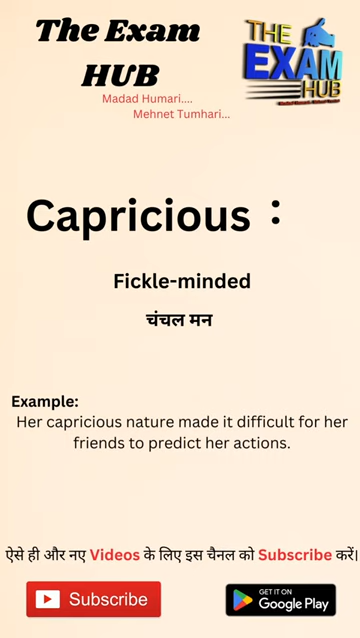 The Exam
HUB
Madad Humari....
Mehnet Tumhari...
THE
EXAM
HUB
Capricious :
Fickle-minded
चंचल मन
Example:
Her capricious nature made it difficult for her
friends to predict her actions.
ऐसे ही और नए Videos के लिए इस चैनल को Subscribe करें।
Subscribe
GET IT ON
Google Play